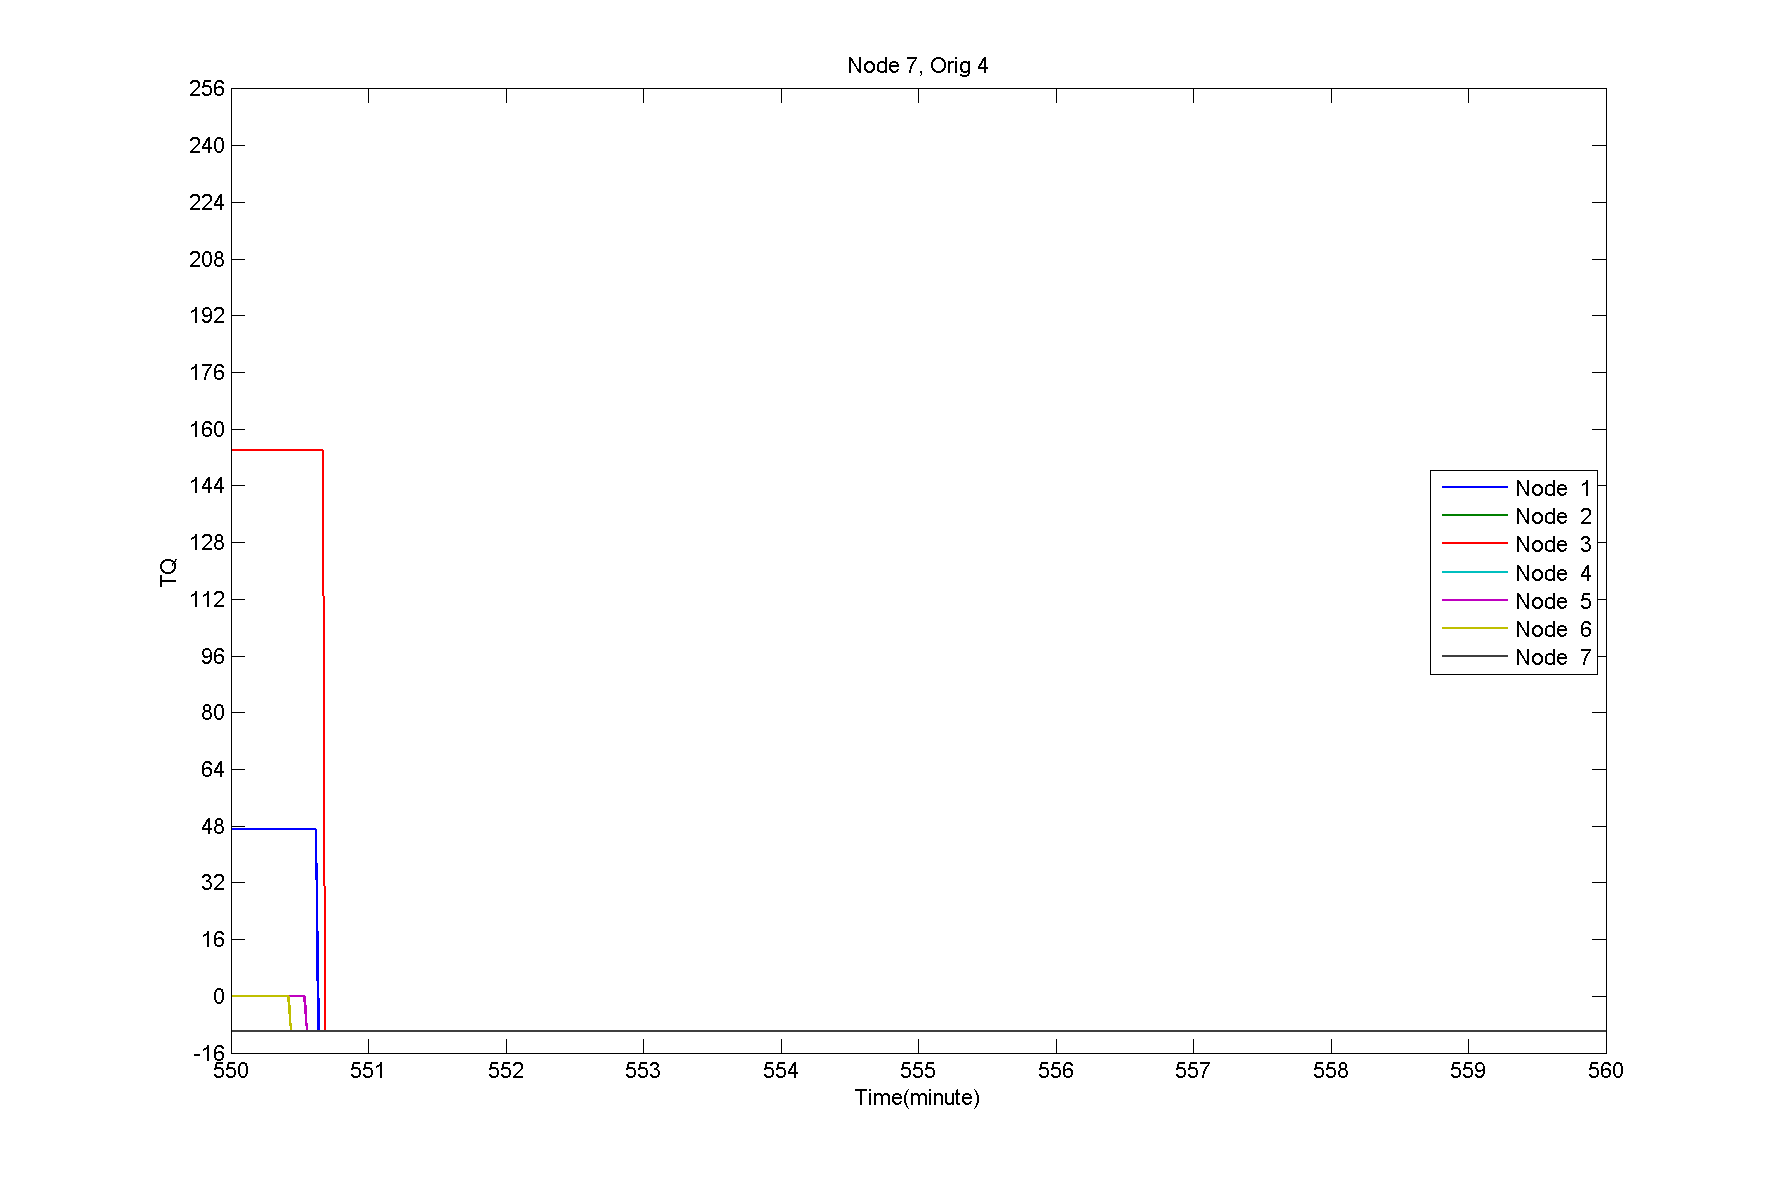 Node 7, Orig 4
256
240
224
208
192
176
160
144
128
112
96
80
64
48
32
16
0
-16
TQ
Node 1
Node 2
Node 3
Node 4
Node 5
Node 6
Node 7
550 551 552 553 554 555 556 557 558 559 560
Time(minute)